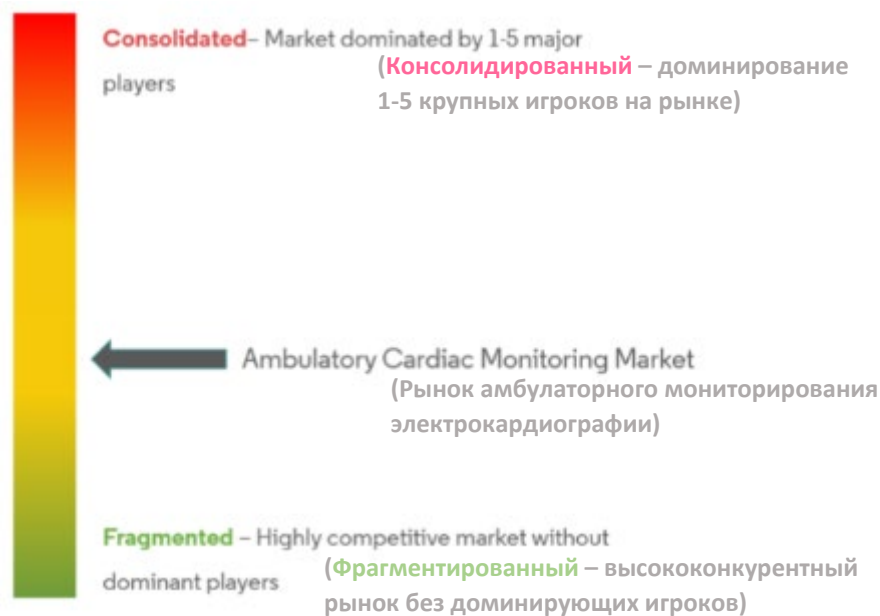 Consolidated– Market dominated by 1-5 major
players
(Консолидированный – доминирование
1-5 крупных игроков на рынке)
Ambulatory Cardiac Monitoring Market
(Рынок амбулаторного мониторирования
электрокардиографии)
Fragmented – Highly competitive market without
dominant players
(Фрагментированный – высококонкурентный
рынок без доминирующих игроков)